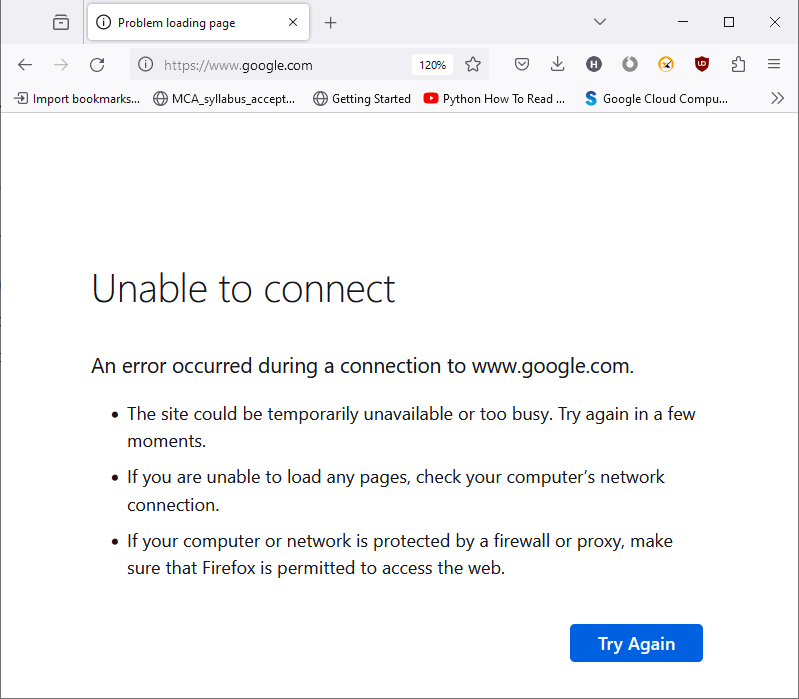 Problem loading page
https://www.google.com
120%
H
UD
Import bookmarks...
MCA_syllabus_accept...
Getting Started
Python How To Read ...
S
Google Cloud Compu...
Unable to connect
An error occurred during a connection to www.google.com.
The site could be temporarily unavailable or too busy. Try again in a few
moments.
If you are unable to load any pages, check your computer’s network
connection.
If your computer or network is protected by a firewall or proxy, make
sure that Firefox is permitted to access the web.
Try Again